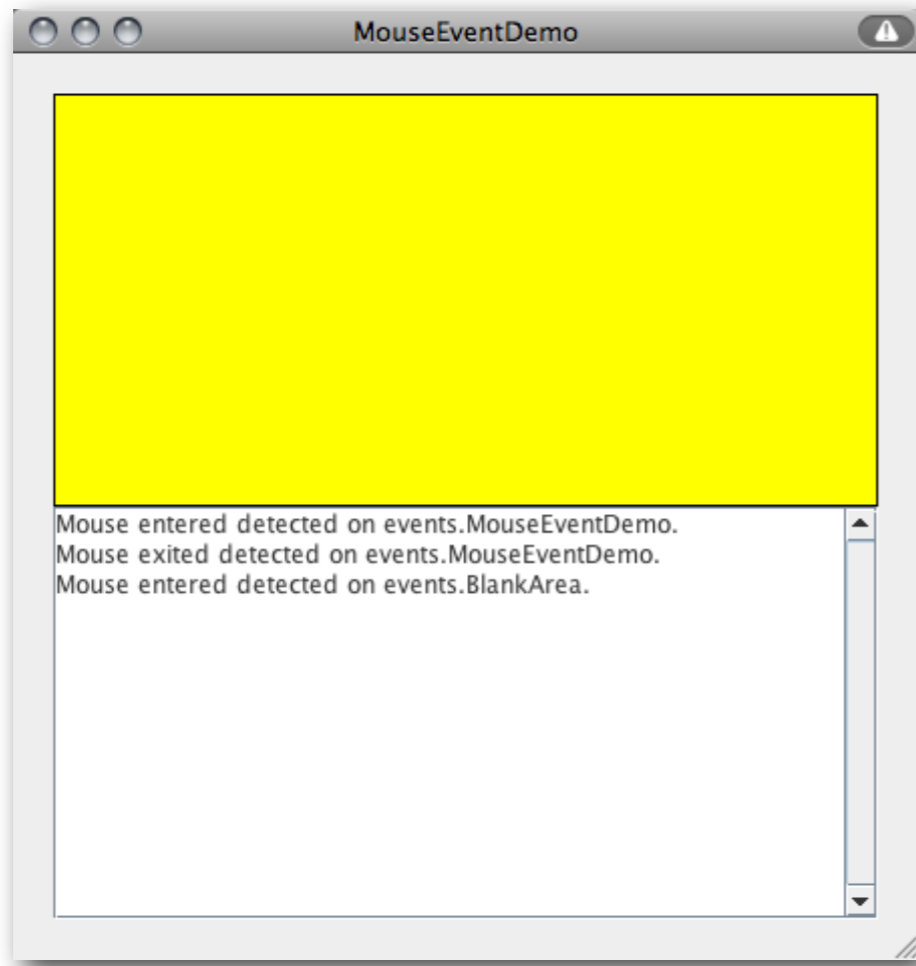 MouseEventDemo
Mouse entered detected on events.MouseEventDemo.
Mouse exited detected on events.MouseEventDemo.
Mouse entered detected on events.BlankArea.